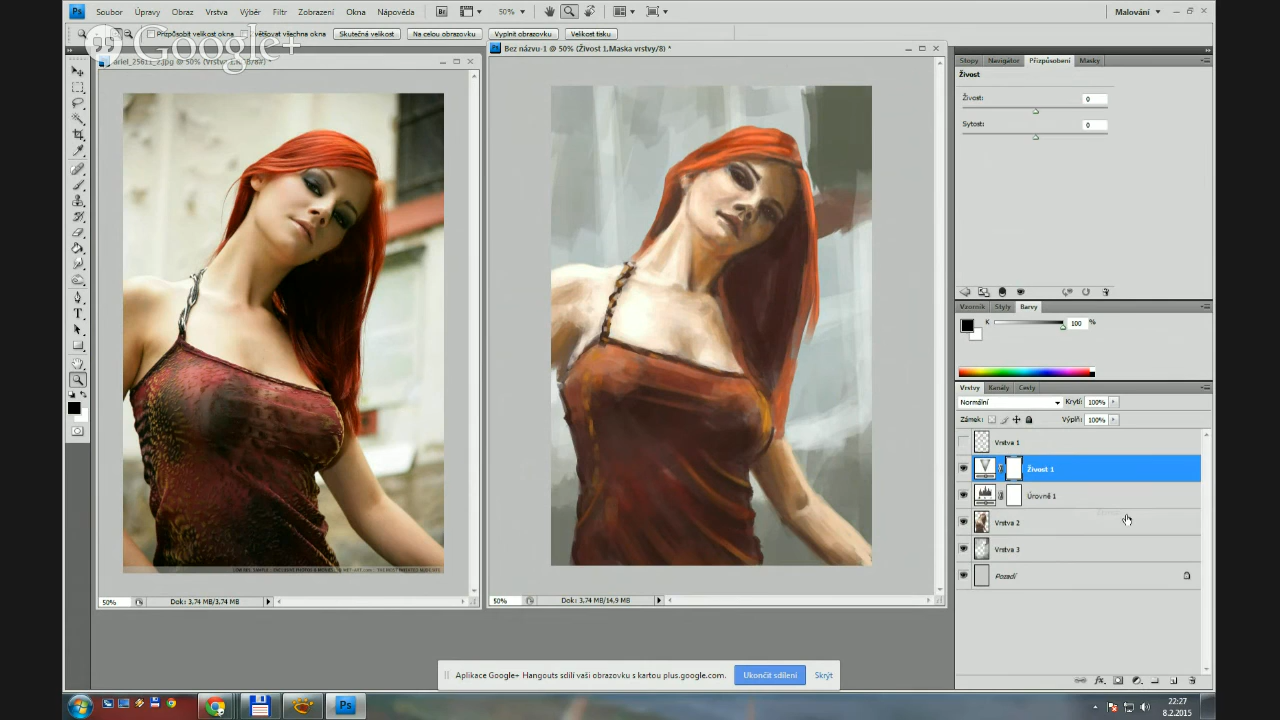 Soubor Úpravy Obraz Vrstva Výběr Filtr Zobrazení Okna Nápověda Br 50% Malování
Přizpůsobit velikost okna všechna okna Skutečná velikost Na celou obrazovku Vyplnit obrazovku Velikost tisku
Google+
ariel_25611_2.jpg @ 50%
Bez názvu-1 @ 50% (Živost 1,Maska vrstvy/8) *
Stopy Navigátor Přizpůsobení Masky
Živost
Živost: 0
Sytost: 0
Vzorník Styly Barvy
K 100 %
Vrstvy Kanály Cesty
Normální Krytí: 100%
Zámek: Výplň: 100%
Vrstva 1
Živost 1
Úrovně 1
Vrstva 2
Vrstva 3
Pozadí
50% Dok: 3,74 MB/3,74 MB
50% Dok: 3,74 MB/14,9 MB
Aplikace Google+ Hangouts sdílí vaši obrazovku s kartou plus.google.com. Ukončit sdílení Skrýt
Ps
22:27
8.2.2015